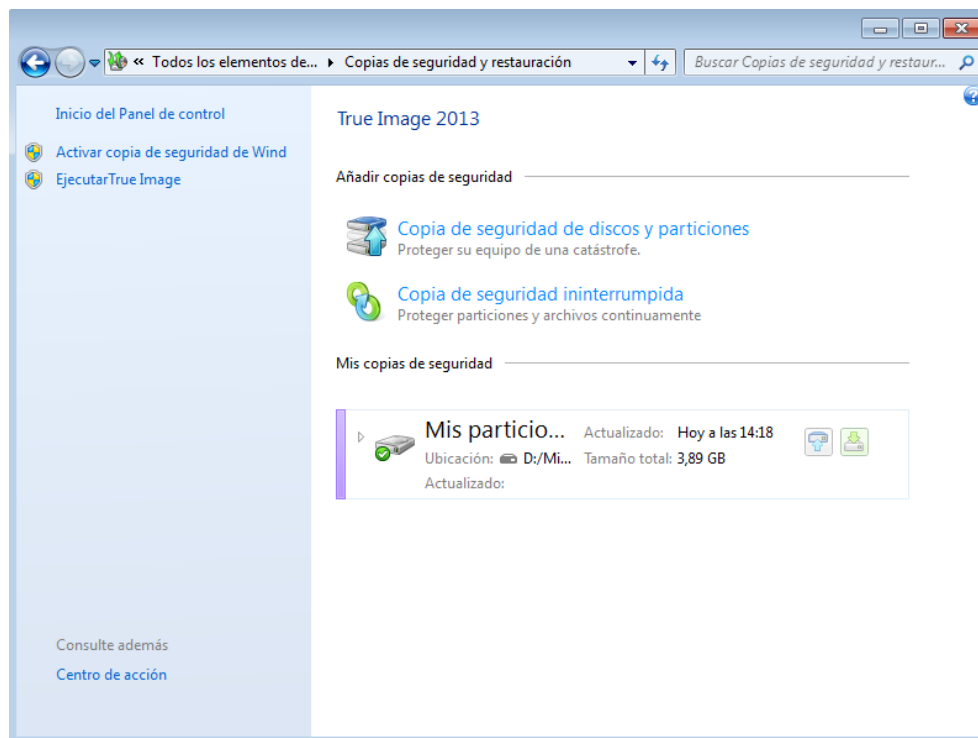 « Todos los elementos de... Copias de seguridad y restauración Buscar Copias de seguridad y restaur...
Inicio del Panel de control
Activar copia de seguridad de Wind
EjecutarTrue Image
True Image 2013
Añadir copias de seguridad
Copia de seguridad de discos y particiones
Proteger su equipo de una catástrofe.
Copia de seguridad ininterrumpida
Proteger particiones y archivos continuamente
Mis copias de seguridad
Mis particio... Actualizado: Hoy a las 14:18
Ubicación: D:/Mi... Tamaño total: 3,89 GB
Actualizado:
Consulte además
Centro de acción